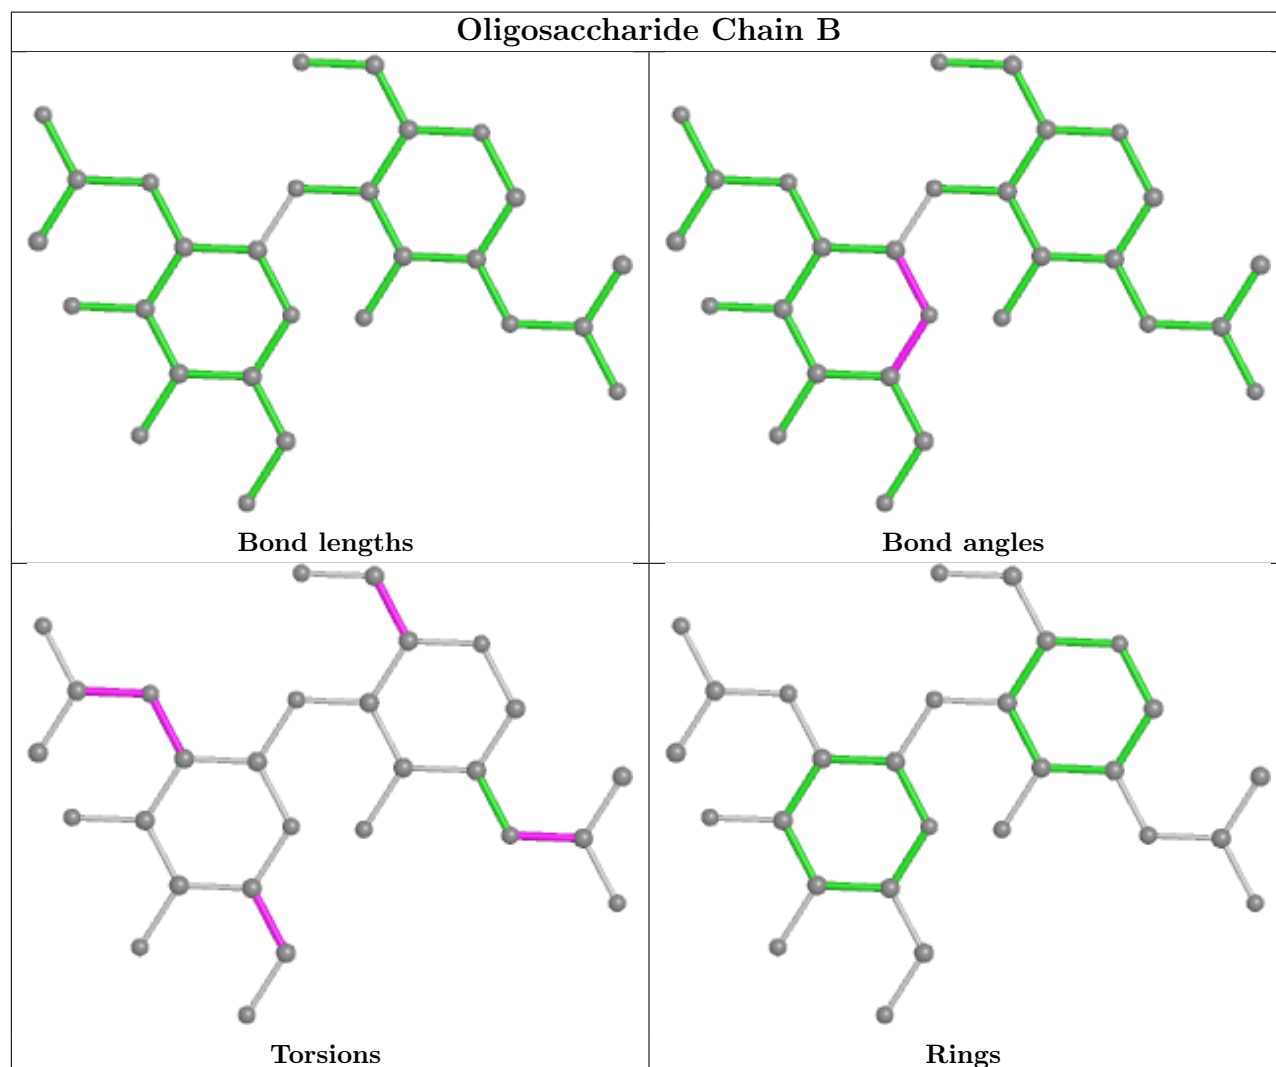 Oligosaccharide Chain B
Bond lengths
Bond angles
Torsions
Rings